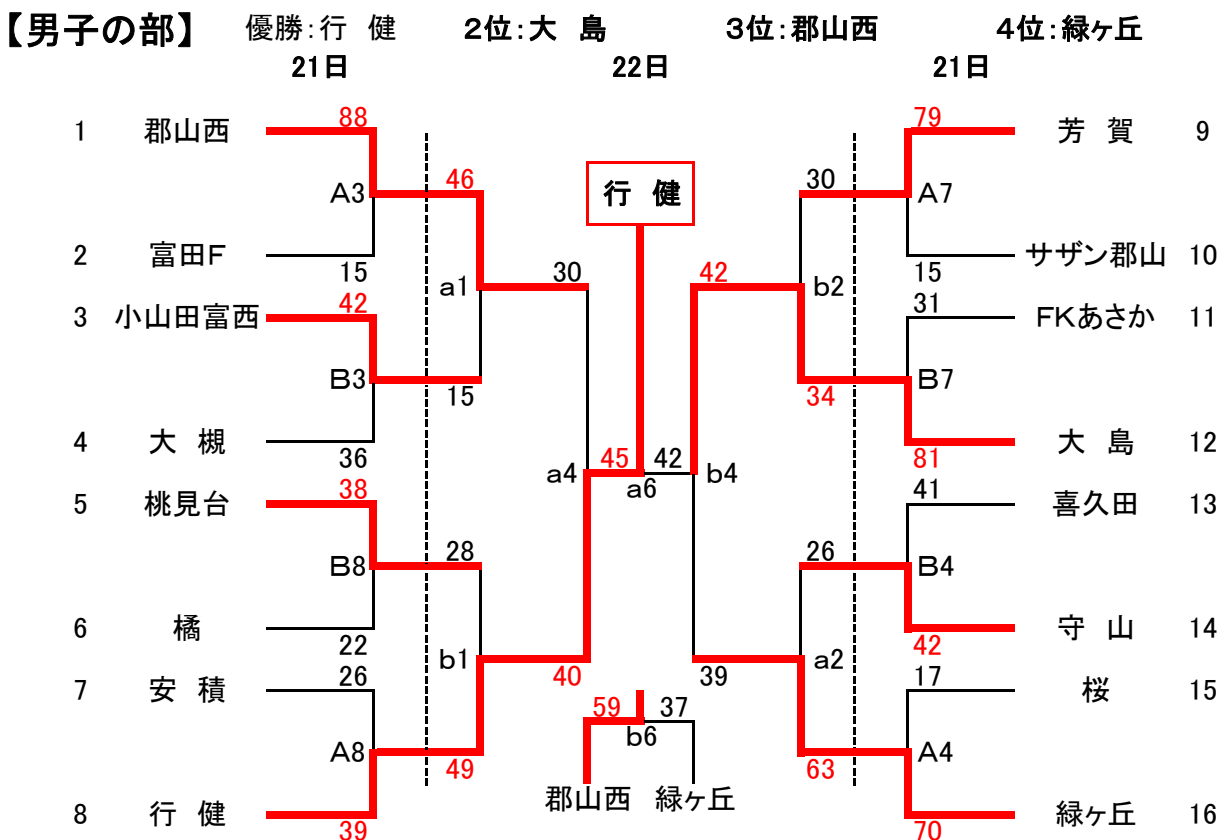 【男子の部】 優勝:行 健 2位:大 島 3位:郡山西 4位:緑ヶ丘
21日 22日 21日
88 79
1 郡山西 芳 賀 9
46 行 健 30
A3 A7
2 富田F サザン郡山 10
15 30 42 15
a1 b2
3 小山田富西 42 31 FKあさか 11
B3 B7
15 34
4 大 槻 大 島 12
36 45 42 81
a4 a6 b4
38 41
5 桃見台 喜久田 13
28 26
B8 B4
6 橘 守 山 14
22 42
b1 a2
26 40 39 17
7 安 積 桜 15
59 37
b6
A8 A4
49 63
郡山西 緑ヶ丘
8 行 健 緑ヶ丘 16
39 70